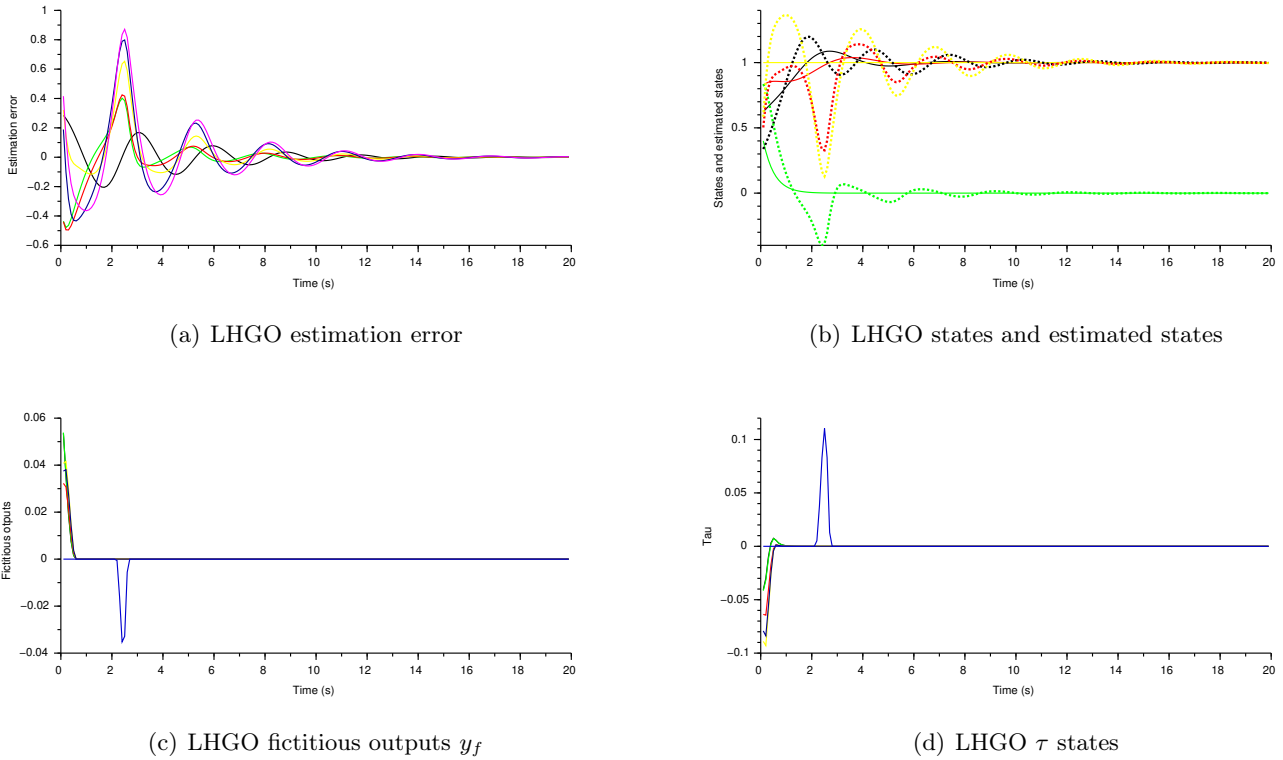 1
0.8
0.6
0.4
0.2
0
−0.2
−0.4
−0.6
Estimation error
0 2 4 6 8 10 12 14 16 18 20
Time (s)
(a) LHGO estimation error
1
0.5
0
States and estimated states
0 2 4 6 8 10 12 14 16 18 20
Time (s)
(b) LHGO states and estimated states
0.06
0.04
0.02
0
−0.02
−0.04
Fictitious otputs
0 2 4 6 8 10 12 14 16 18 20
Time (s)
(c) LHGO fictitious outputs y_f
0.1
0.05
0
−0.05
−0.1
Tau
0 2 4 6 8 10 12 14 16 18 20
Time (s)
(d) LHGO τ states